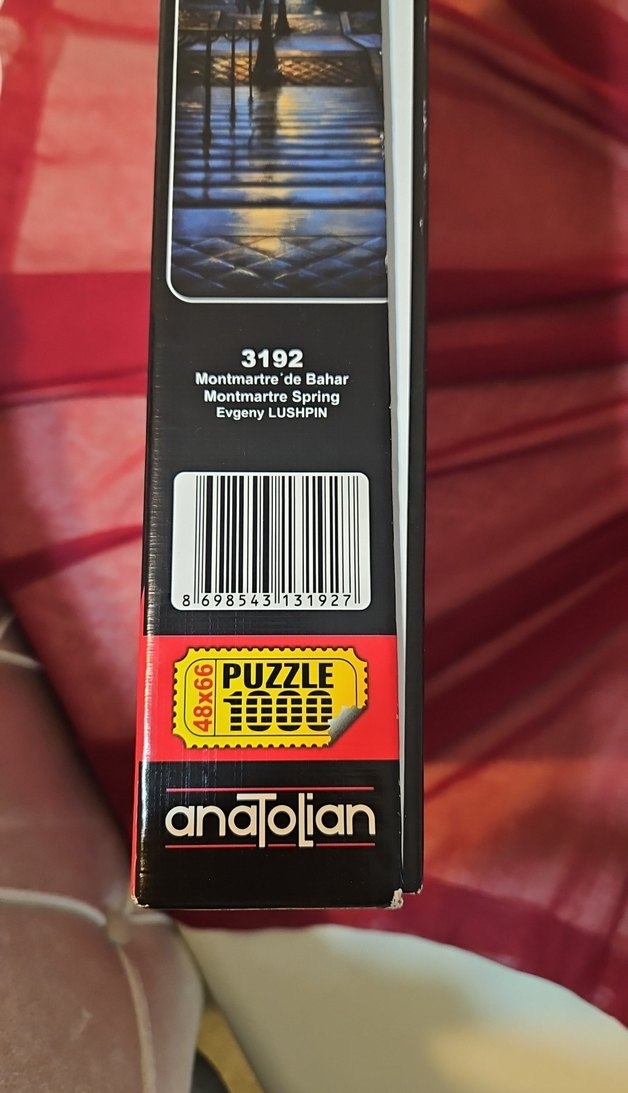 3192
Montmartre'de Bahar
Montmartre Spring
Evgeny LUSHPIN
8 698543 131927
48x66
PUZZLE
1000
anaTolian